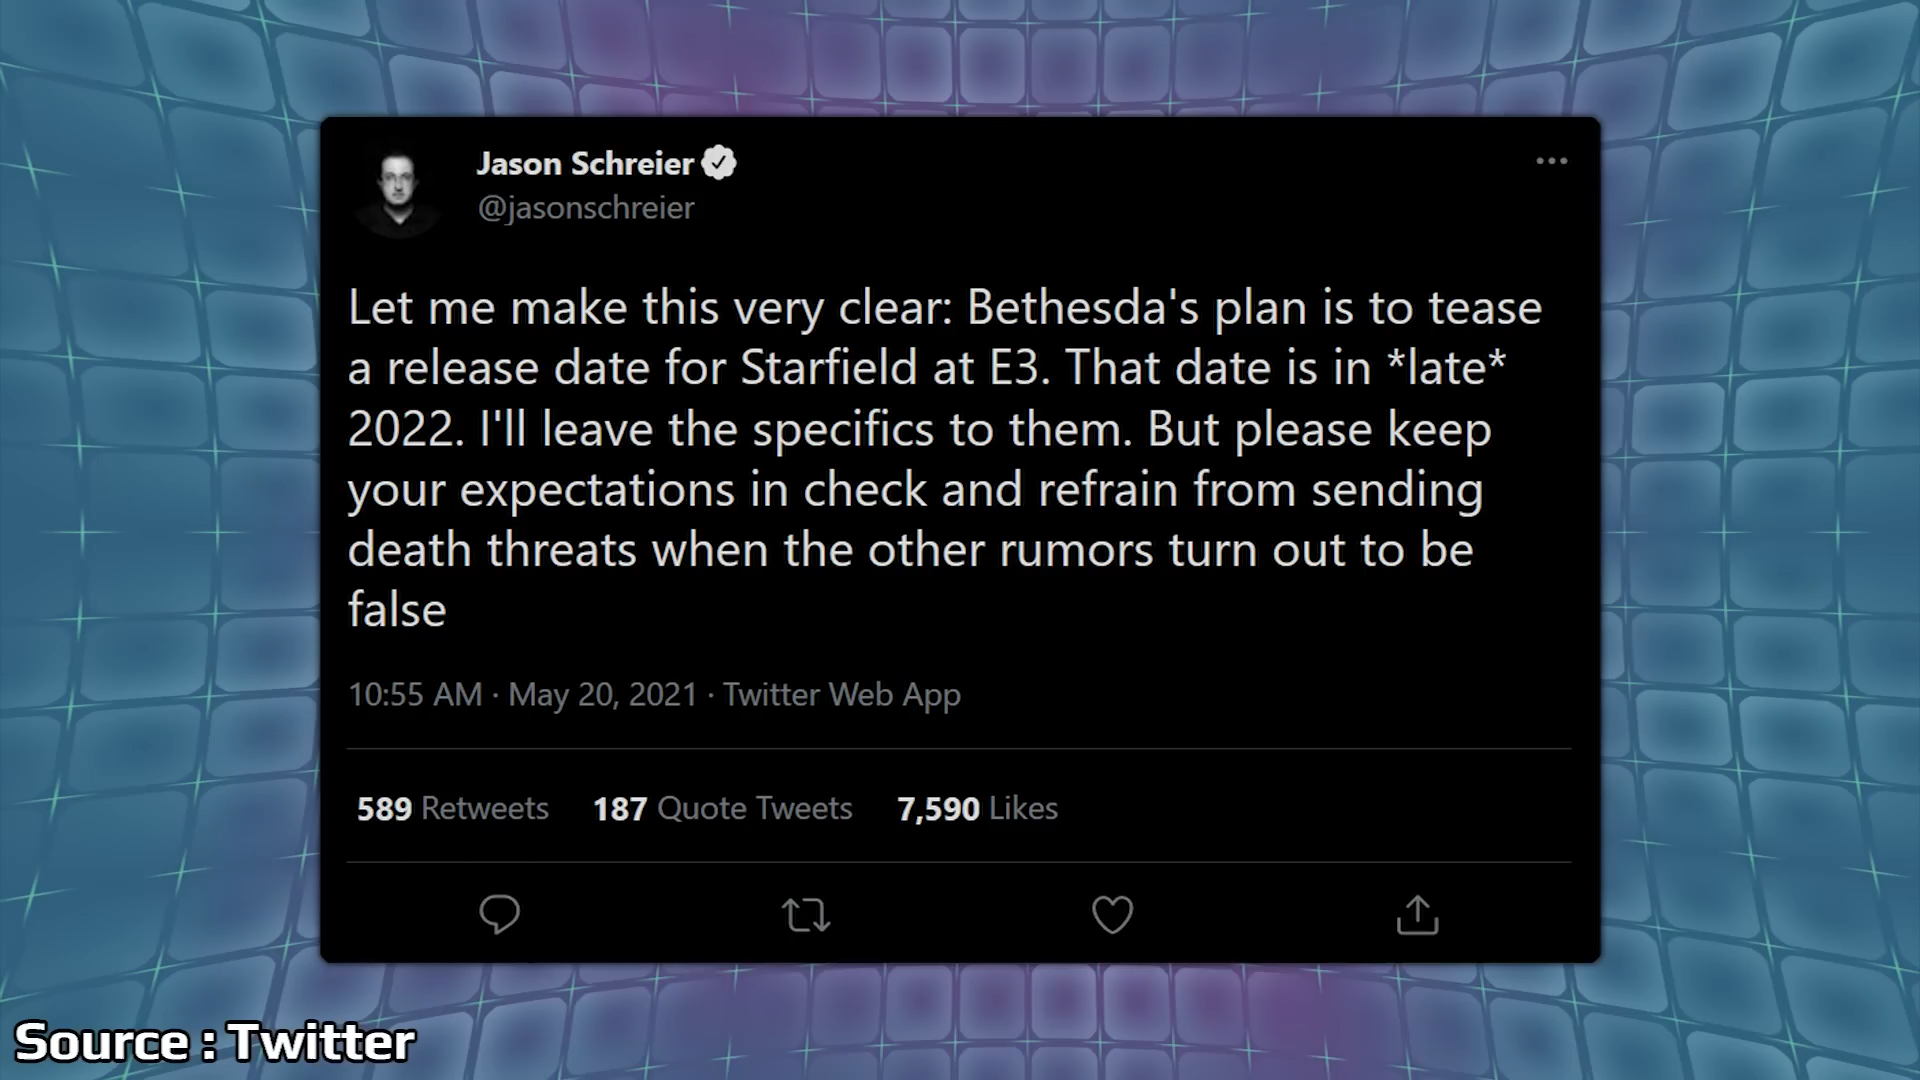 Jason Schreier
@jasonschreier
Let me make this very clear: Bethesda's plan is to tease
a release date for Starfield at E3. That date is in *late*
2022. I'll leave the specifics to them. But please keep
your expectations in check and refrain from sending
death threats when the other rumors turn out to be
false
10:55 AM · May 20, 2021 · Twitter Web App
589 Retweets 187 Quote Tweets 7,590 Likes
Source : Twitter